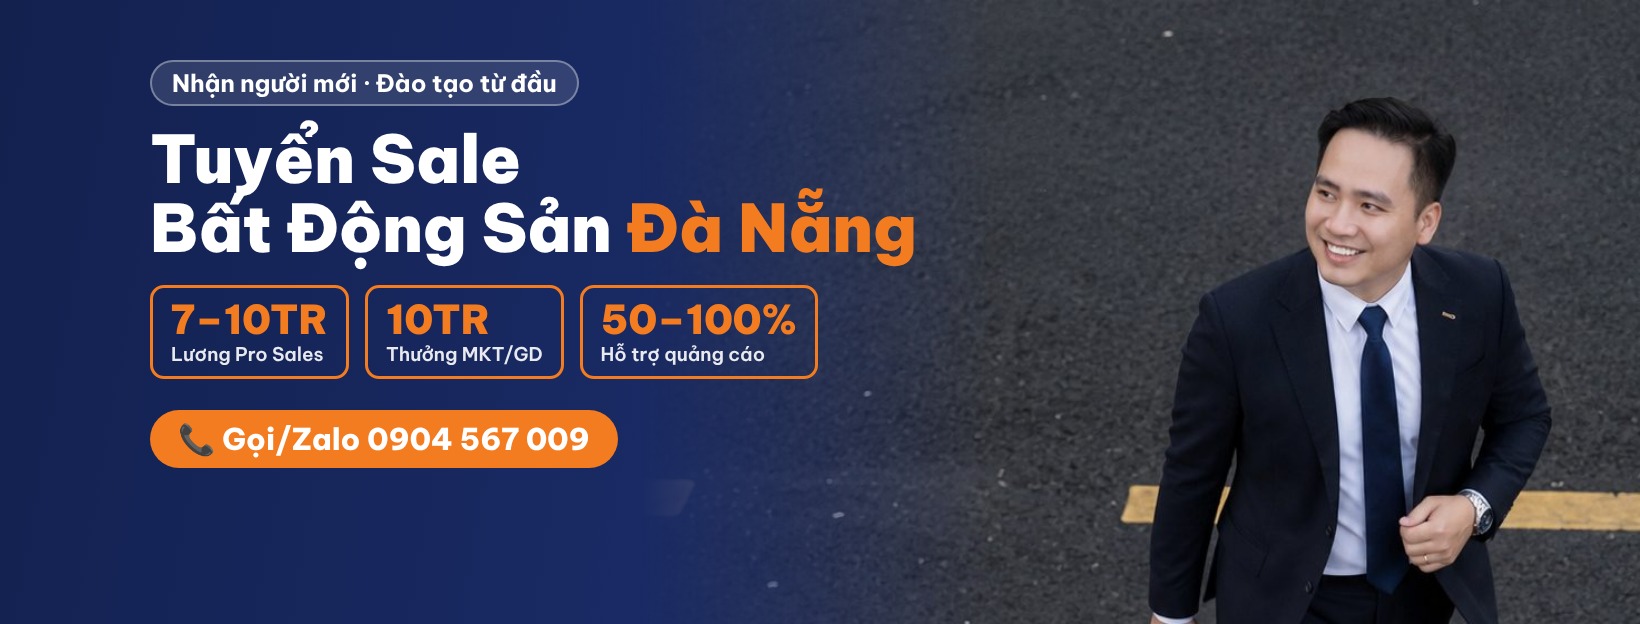 Nhận người mới · Đào tạo từ đầu
Tuyển Sale
Bất Động Sản Đà Nẵng
7–10TR
Lương Pro Sales
10TR
Thưởng MKT/GD
50–100%
Hỗ trợ quảng cáo
📞 Gọi/Zalo 0904 567 009